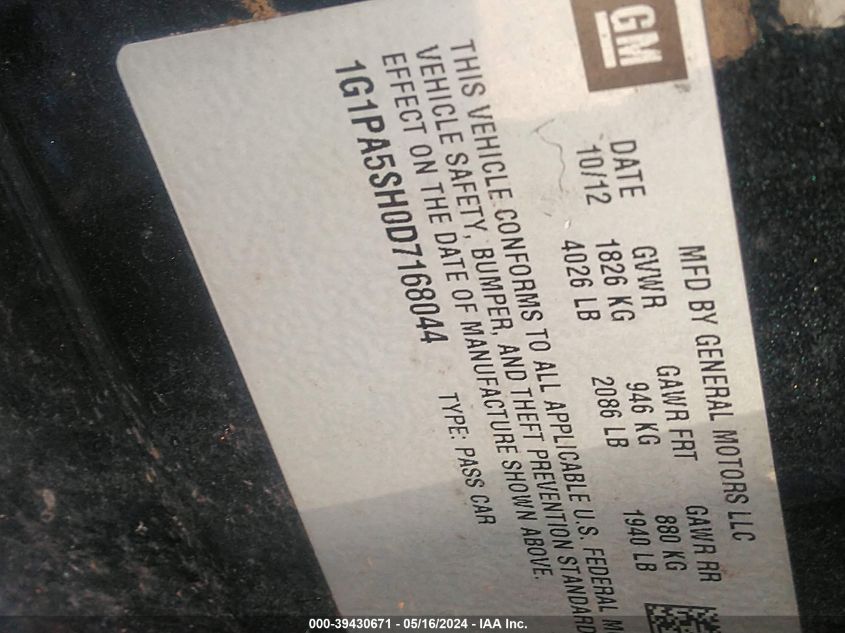 GM
MFD BY GENERAL MOTORS LLC
DATE GVWR GAWR FRT GAWR RR
10/12 1826 KG 946 KG 880 KG
4026 LB 2086 LB 1940 LB
THIS VEHICLE CONFORMS TO ALL APPLICABLE U.S. FEDERAL
VEHICLE SAFETY, BUMPER, AND THEFT PREVENTION STANDARD
EFFECT ON THE DATE OF MANUFACTURE SHOWN ABOVE.
1G1PA5SH0D7168044 TYPE: PASS CAR
000-39430671 - 05/16/2024 - IAA Inc.